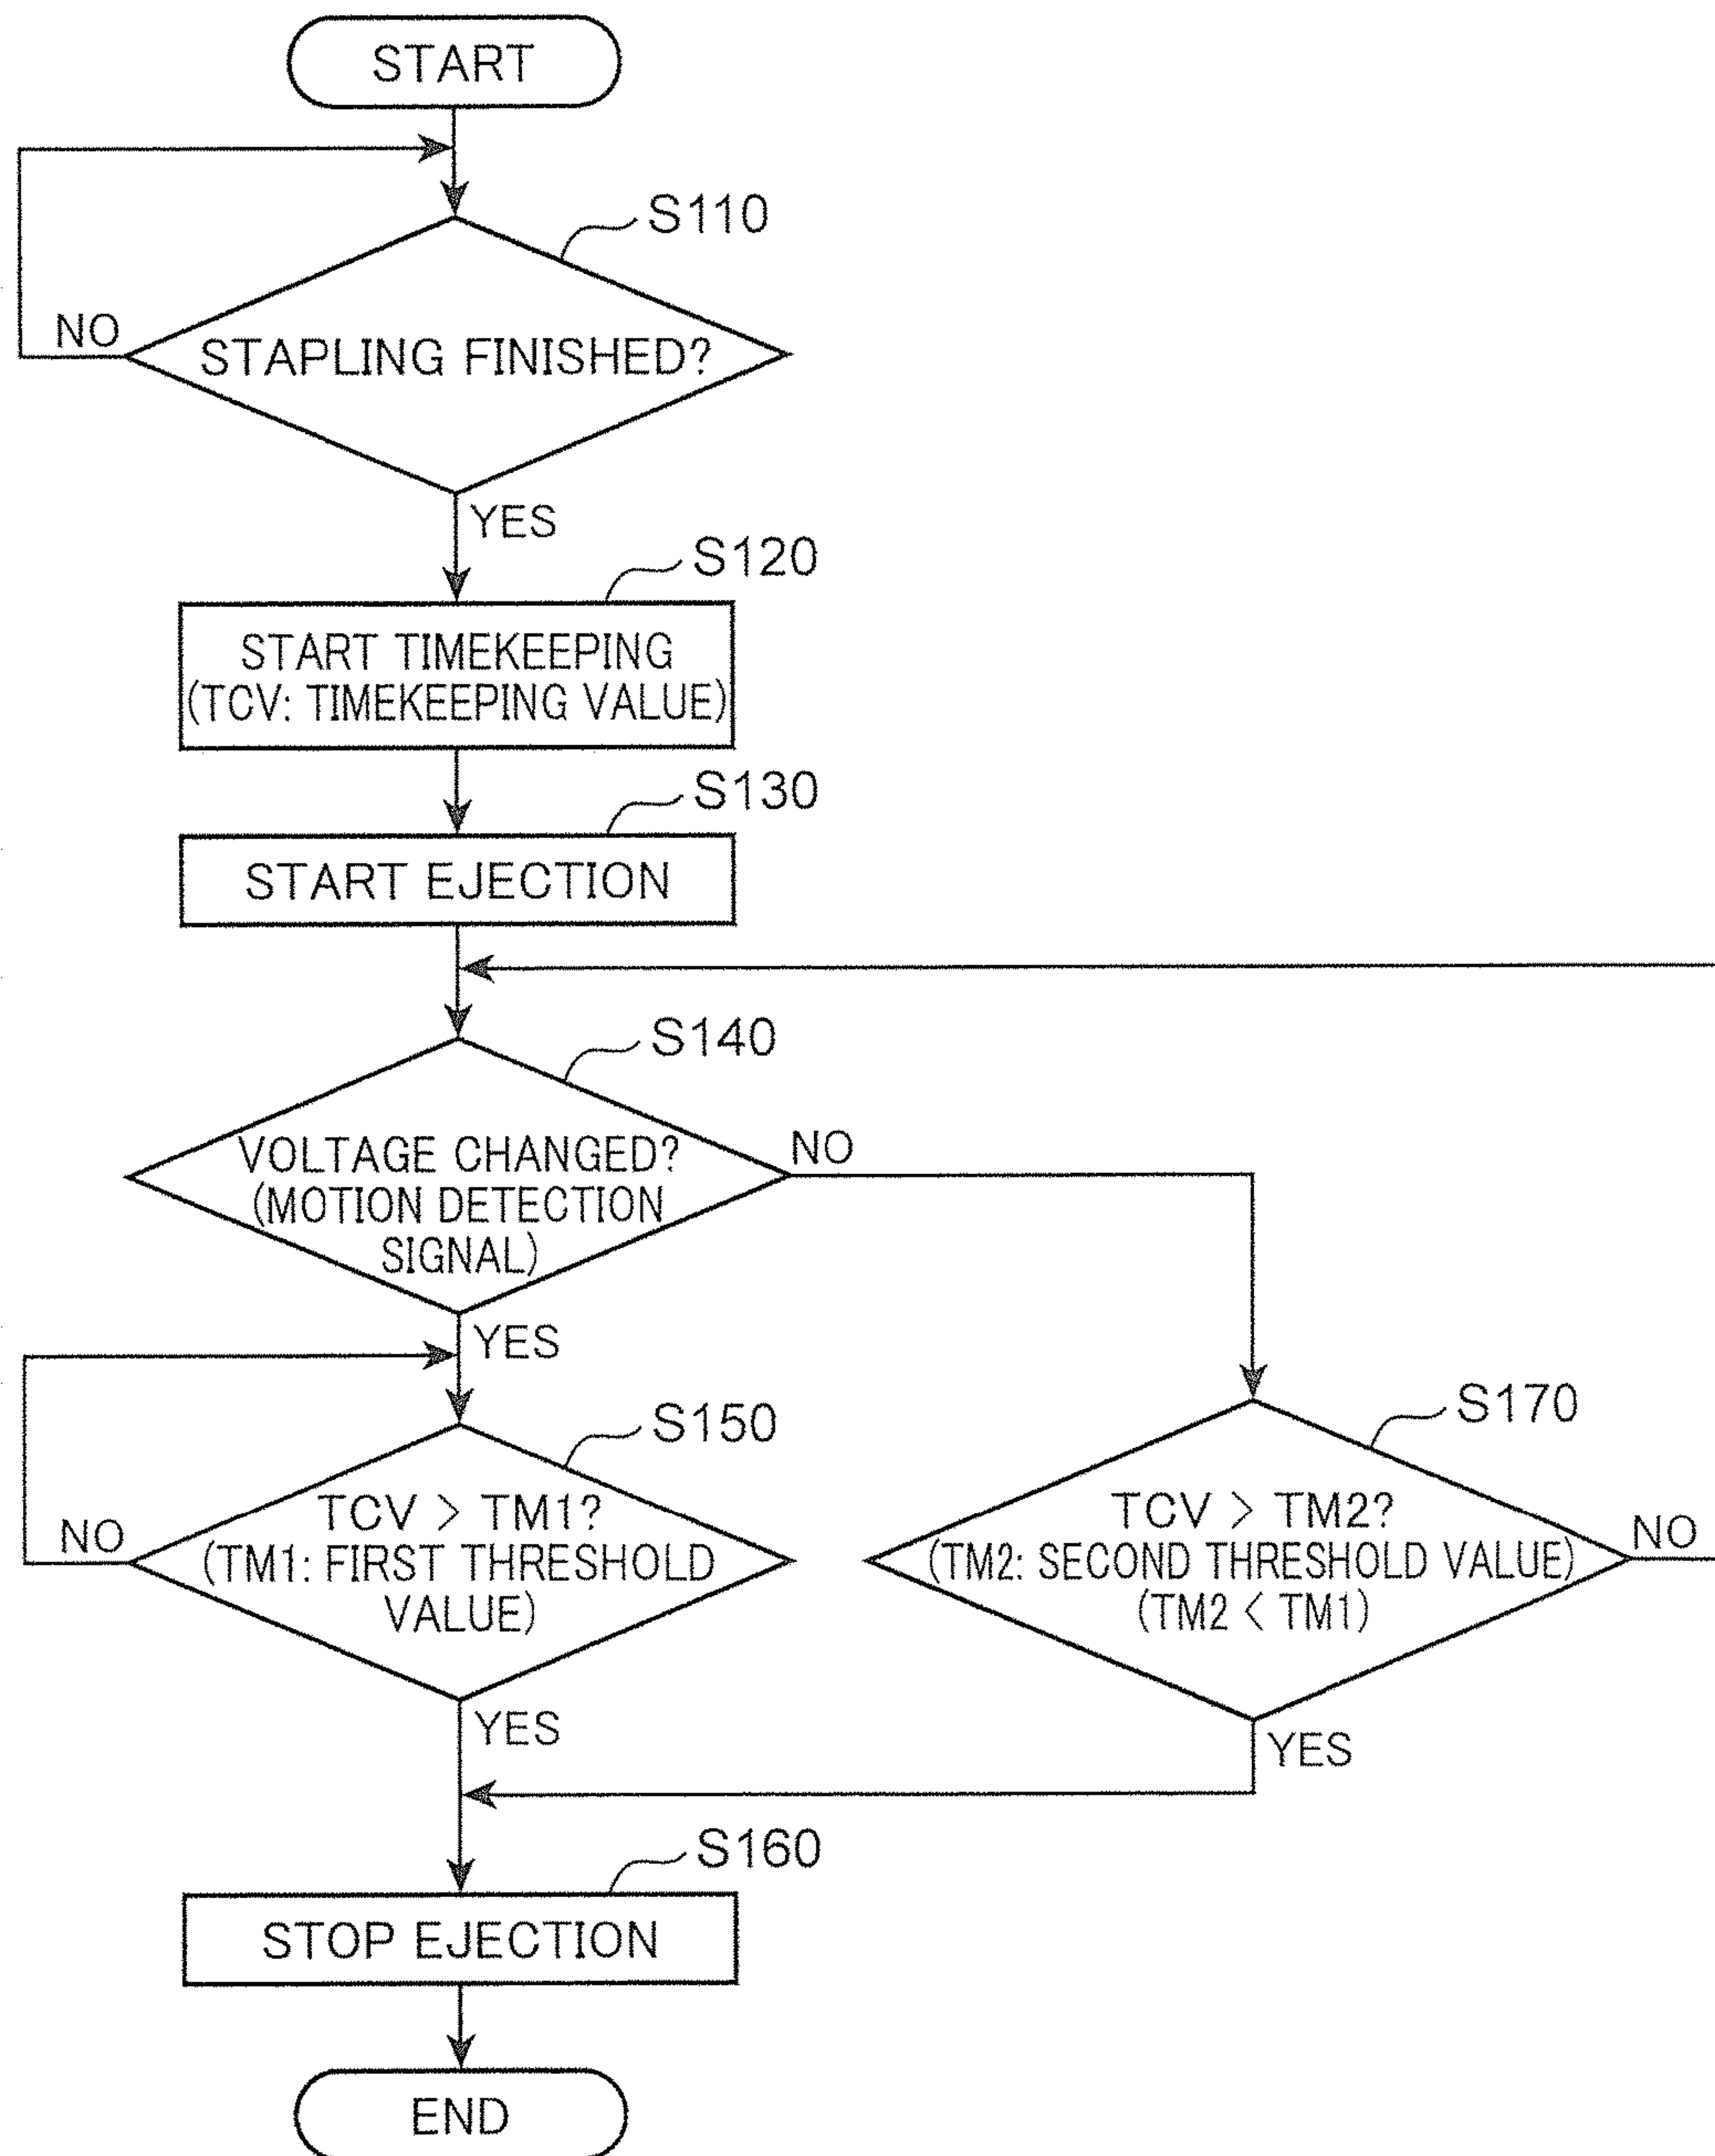 START
S110
NO
STAPLING FINISHED?
YES
S120
START TIMEKEEPING
(TCV: TIMEKEEPING VALUE)
S130
START EJECTION
S140
VOLTAGE CHANGED?
(MOTION DETECTION
SIGNAL)
NO
YES
S150
TCV > TM1?
(TM1: FIRST THRESHOLD
VALUE)
NO
YES
S170
TCV > TM2?
(TM2: SECOND THRESHOLD VALUE)
(TM2 < TM1)
NO
YES
S160
STOP EJECTION
END